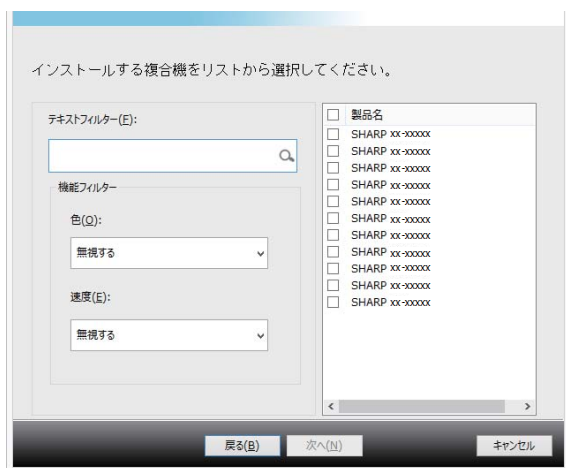 インストールする複合機をリストから選択してください。
テキストフィルター(F):
機能フィルター
色(O):
無視する
速度(E):
無視する
製品名
SHARP xx-xxxxx
SHARP xx-xxxxx
SHARP xx-xxxxx
SHARP xx-xxxxx
SHARP xx-xxxxx
SHARP xx-xxxxx
SHARP xx-xxxxx
SHARP xx-xxxxx
SHARP xx-xxxxx
SHARP xx-xxxxx
SHARP xx-xxxxx
戻る(B) 次へ(N) キャンセル